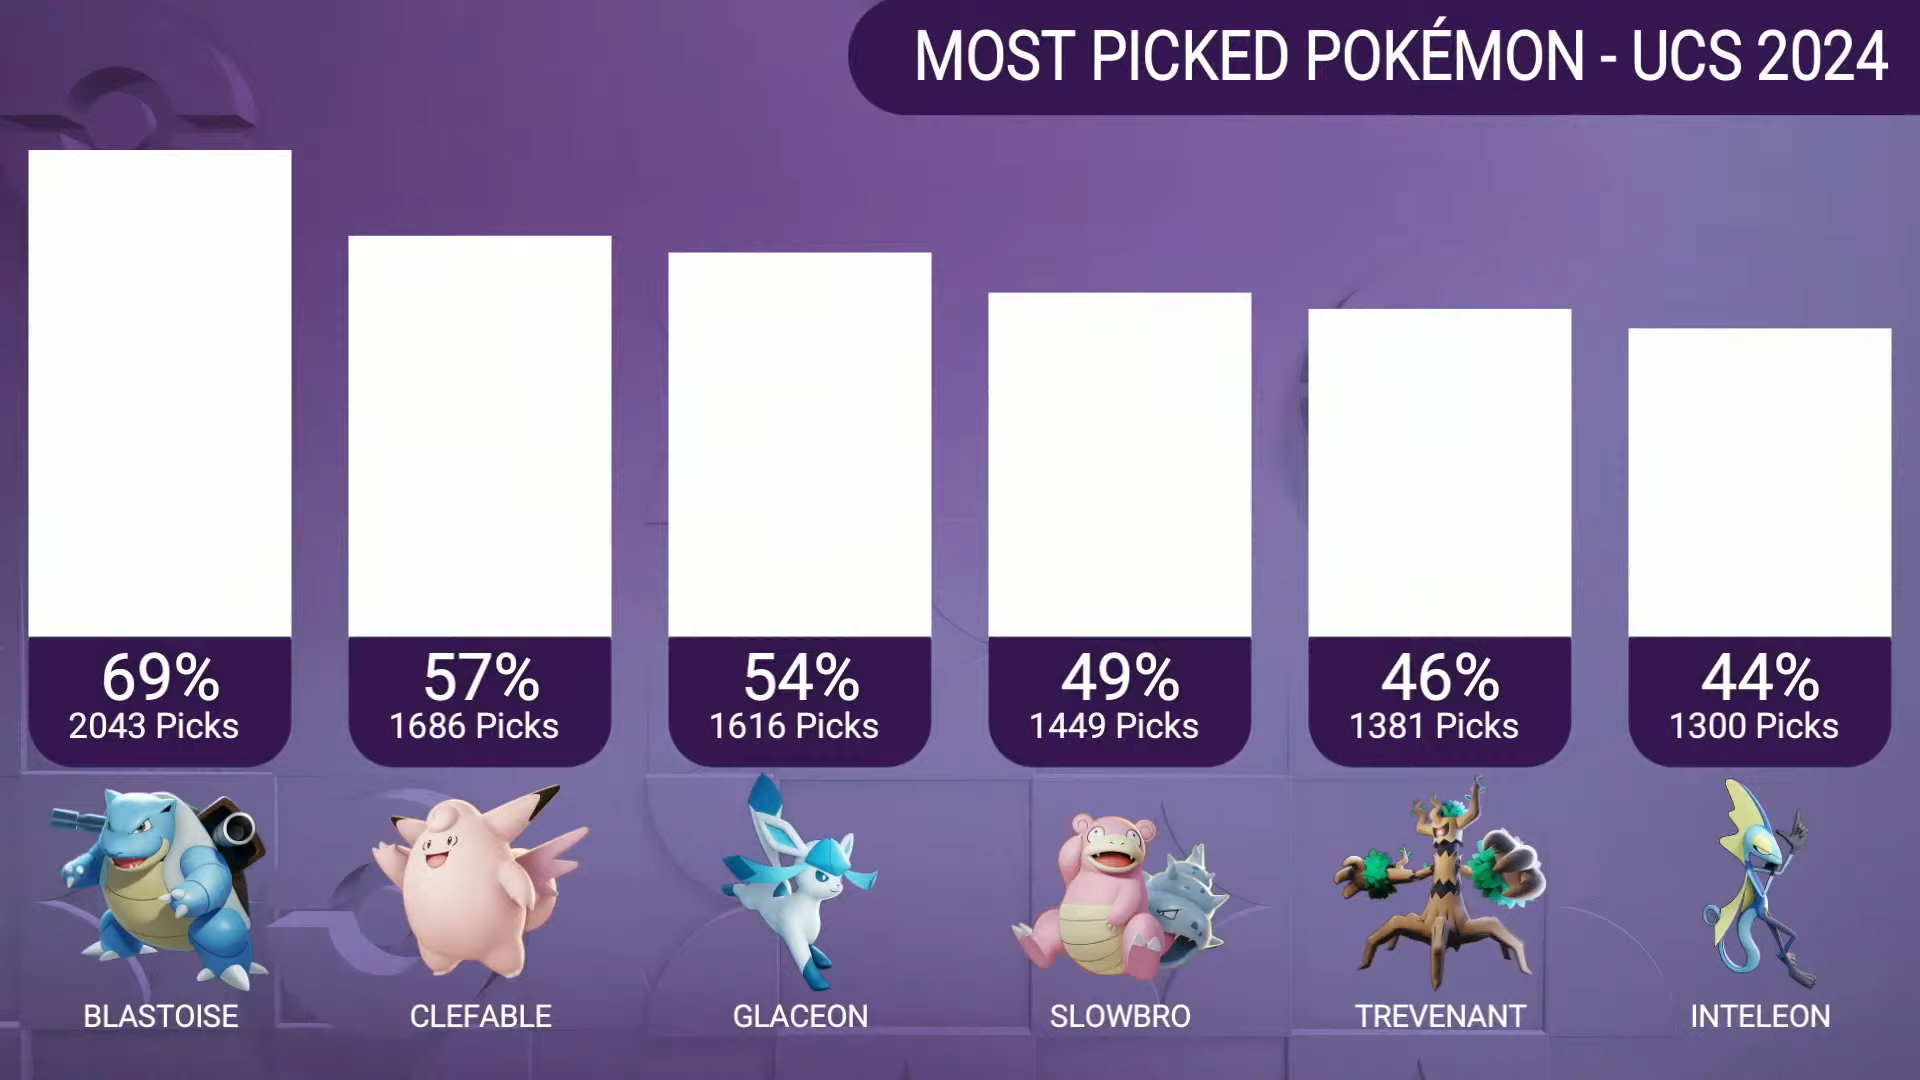 MOST PICKED POKÉMON - UCS 2024
69%
2043 Picks
BLASTOISE
57%
1686 Picks
CLEFABLE
54%
1616 Picks
GLACEON
49%
1449 Picks
SLOWBRO
46%
1381 Picks
TREVENANT
44%
1300 Picks
INTELEON